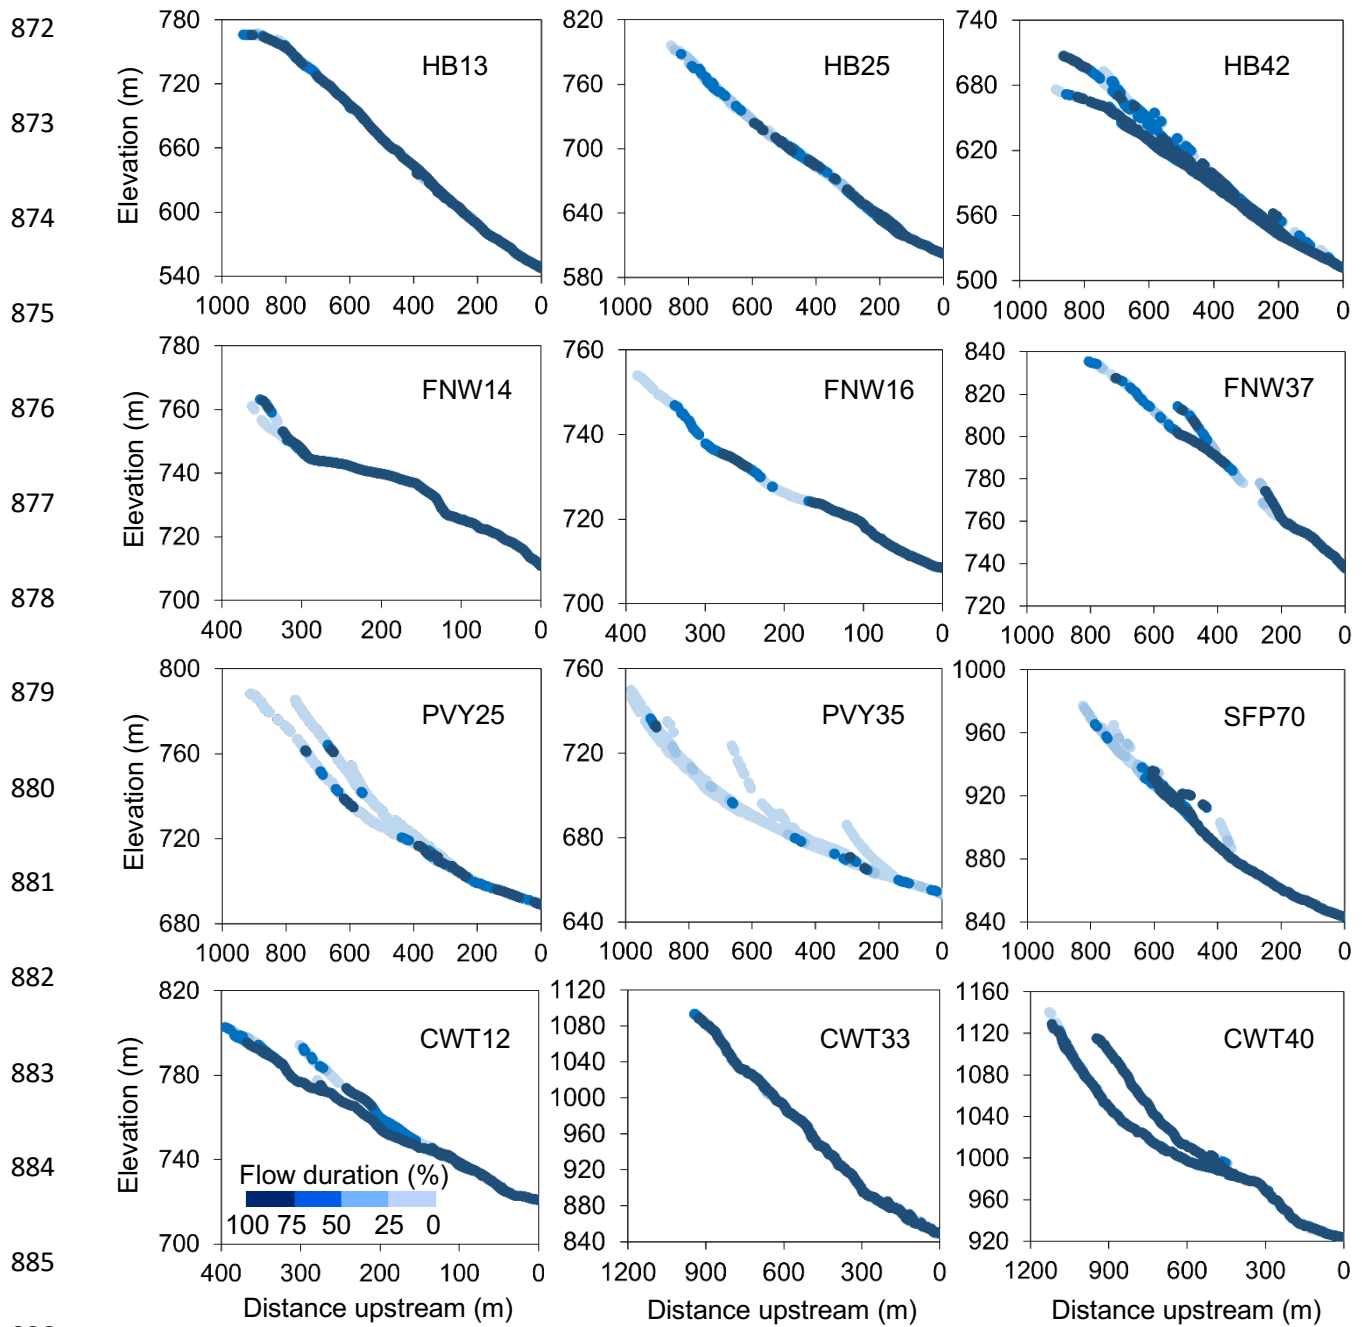 872
873
874
875
876
877
878
879
880
881
882
883
884
885
780
720
660
600
540
Elevation (m)
HB13
1000 800 600 400 200 0
820
760
700
640
580
HB25
1000 800 600 400 200 0
740
680
620
560
500
HB42
1000 800 600 400 200 0
780
760
740
720
700
Elevation (m)
FNW14
400 300 200 100 0
760
740
720
700
FNW16
400 300 200 100 0
840
820
800
780
760
740
720
FNW37
1000 800 600 400 200 0
800
760
720
680
Elevation (m)
PVY25
1000 800 600 400 200 0
760
720
680
640
PVY35
1000 800 600 400 200 0
1000
960
920
880
840
SFP70
1000 800 600 400 200 0
820
780
740
700
Elevation (m)
CWT12
Flow duration (%)
100 75 50 25 0
400 300 200 100 0
Distance upstream (m)
1120
1080
1040
1000
960
920
880
840
CWT33
1200 900 600 300 0
Distance upstream (m)
1160
1120
1080
1040
1000
960
920
CWT40
1200 900 600 300 0
Distance upstream (m)